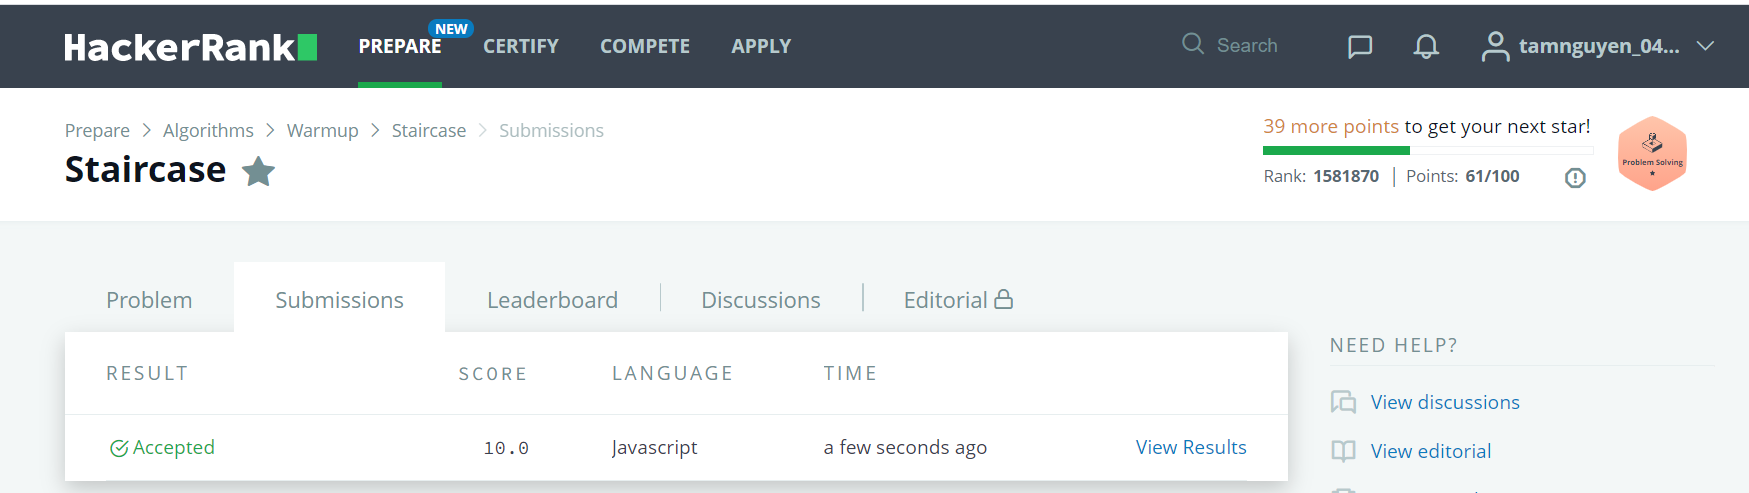 HackerRank
PREPARE NEW CERTIFY COMPETE APPLY Search tamnguyen_04...
Prepare > Algorithms > Warmup > Staircase > Submissions
Staircase
39 more points to get your next star!
Rank: 1581870 | Points: 61/100
Problem Solving
Problem Submissions Leaderboard Discussions Editorial
RESULT SCORE LANGUAGE TIME
Accepted 10.0 Javascript a few seconds ago View Results
NEED HELP?
View discussions
View editorial